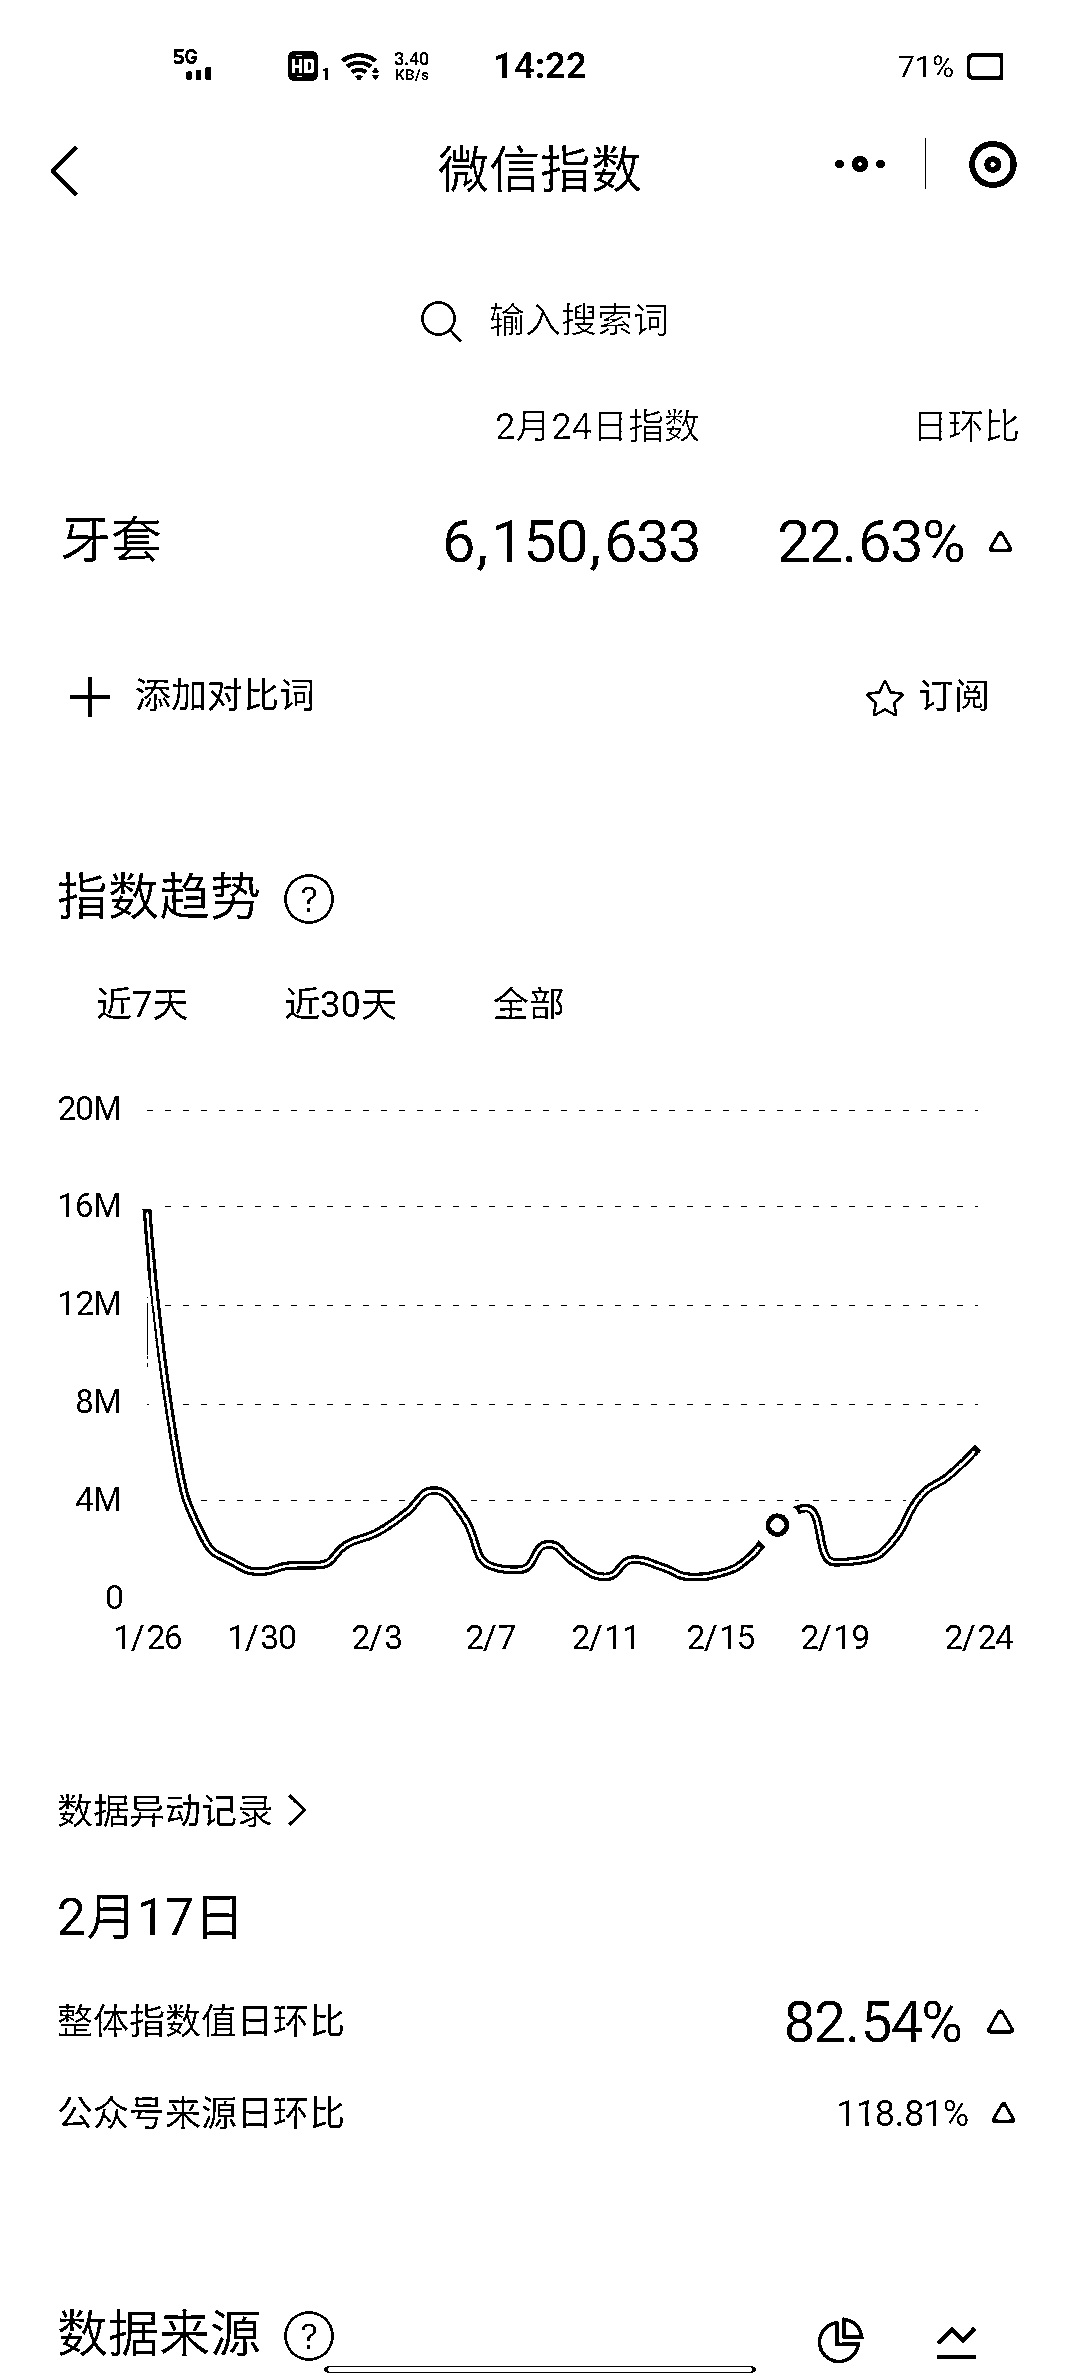 5G HD 1 3.40 KB/s 14:22 71%
微信指数
输入搜索词
2月24日指数 日环比
牙套 6,150,633 22.63%
添加对比词 订阅
指数趋势 ?
近7天 近30天 全部
20M
16M
12M
8M
4M
0
1/26 1/30 2/3 2/7 2/11 2/15 2/19 2/24
数据异动记录
2月17日
整体指数值日环比 82.54%
公众号来源日环比 118.81%
数据来源 ?